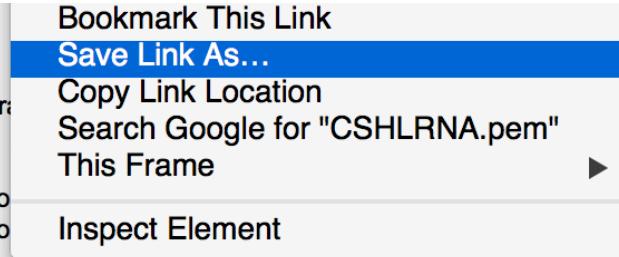 Bookmark This Link
Save Link As...
Copy Link Location
Search Google for "CSHLRNA.pem"
This Frame
Inspect Element